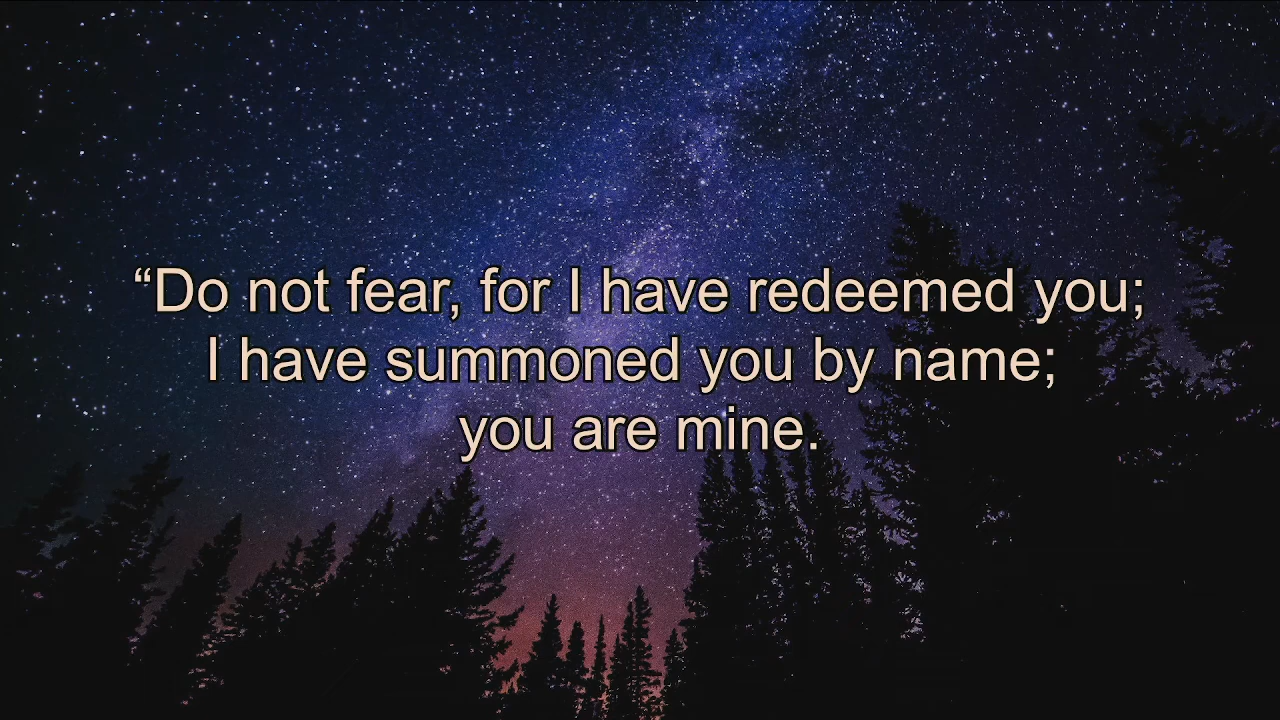 “Do not fear, for I have redeemed you;
I have summoned you by name;
you are mine.